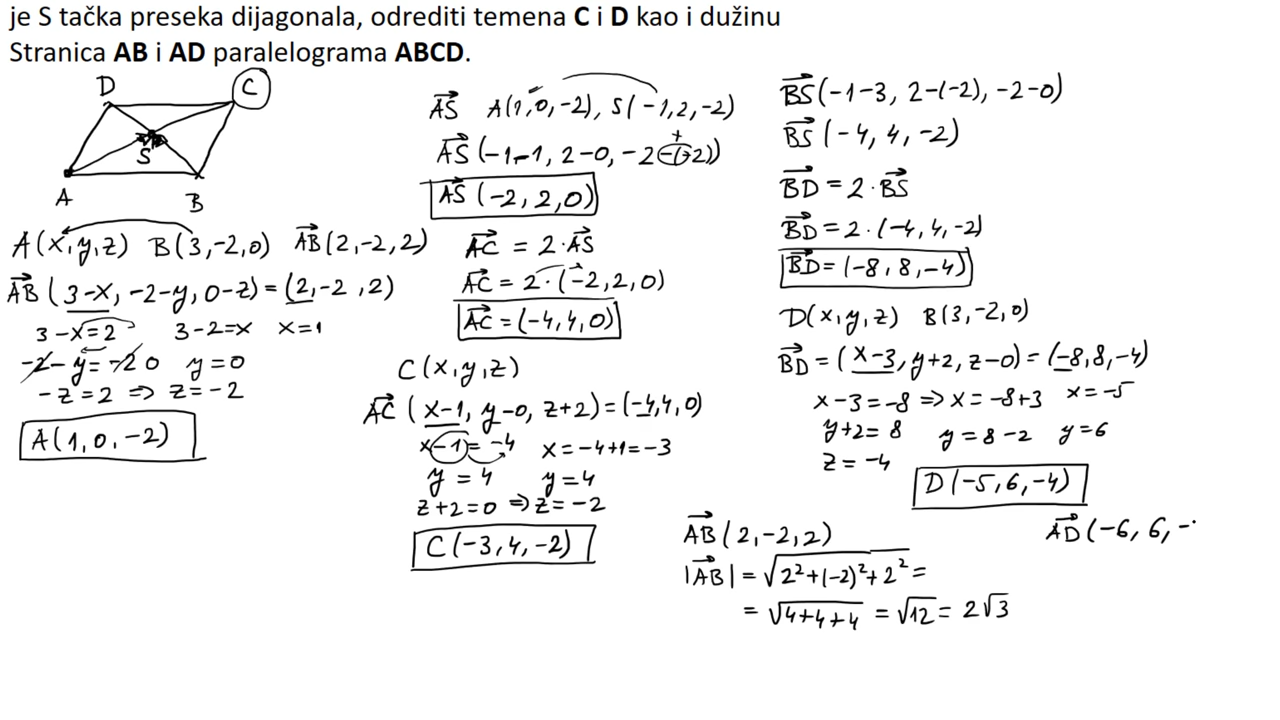 je S tačka preseka dijagonala, odrediti temena C i D kao i dužinu
Stranica AB i AD paralelograma ABCD.
D C
S
A B
A(x,y,z) B(3,-2,0) AB(2,-2,2)
AB(3-x, -2-y, 0-z) = (2,-2,2)
3-x=2 3-2=x x=1
-2-y=-2 0 y=0
-z=2 ⇒ z=-2
A(1,0,-2)
AS A(1,0,-2), S(-1,2,-2)
AS(-1-1, 2-0, -2-(-2))
+
AS(-2,2,0)
AC = 2·AS
AC = 2·(-2,2,0)
AC = (-4,4,0)
C(x,y,z)
AC(x-1, y-0, z+2) = (-4,4,0)
x-1=-4 x=-4+1=-3
y=4 y=4
z+2=0 ⇒ z=-2
C(-3,4,-2)
BS(-1-3, 2-(-2), -2-0)
BS(-4,4,-2)
BD = 2·BS
BD = 2·(-4,4,-2)
BD = (-8,8,-4)
D(x,y,z) B(3,-2,0)
BD = (x-3, y+2, z-0) = (-8,8,-4)
x-3=-8 ⇒ x=-8+3 x=-5
y+2=8 y=8-2 y=6
z=-4
D(-5,6,-4)
AB(2,-2,2)
|AB| = √2²+(-2)²+2² =
= √4+4+4 = √12 = 2√3
AD(-6,6,-